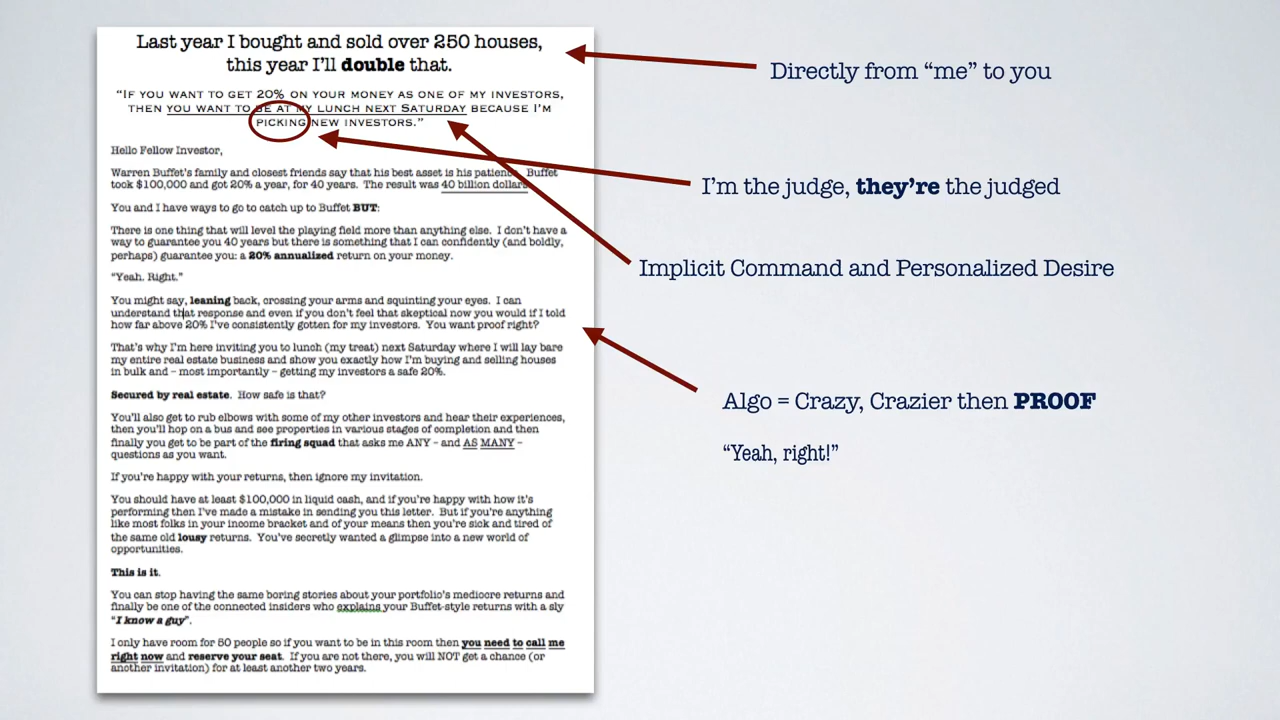 Last year I bought and sold over 250 houses,
this year I'll double that.
"IF YOU WANT TO GET 20% ON YOUR MONEY AS ONE OF MY INVESTORS,
THEN YOU WANT TO BE AT MY LUNCH NEXT SATURDAY BECAUSE I'M
PICKING NEW INVESTORS."
Hello Fellow Investor,
Warren Buffet's family and closest friends say that his best asset is his patience. Buffet
took $100,000 and got 20% a year, for 40 years. The result was 40 billion dollars.
You and I have ways to go to catch up to Buffet BUT:
There is one thing that will level the playing field more than anything else. I don't have a
way to guarantee you 40 years but there is something that I can confidently (and boldly,
perhaps) guarantee you: a 20% annualized return on your money.
"Yeah. Right."
You might say, leaning back, crossing your arms and squinting your eyes. I can
understand that response and even if you don't feel that skeptical now you would if I told
how far above 20% I've consistently gotten for my investors. You want proof right?
That's why I'm here inviting you to lunch (my treat) next Saturday where I will lay bare
my entire real estate business and show you exactly how I'm buying and selling houses
in bulk and – most importantly – getting my investors a safe 20%.
Secured by real estate. How safe is that?
You'll also get to rub elbows with some of my other investors and hear their experiences,
then you'll hop on a bus and see properties in various stages of completion and then
finally you get to be part of the firing squad that asks me ANY – and AS MANY –
questions as you want.
If you're happy with your returns, then ignore my invitation.
You should have at least $100,000 in liquid cash, and if you're happy with how it's
performing then I've made a mistake in sending you this letter. But if you're anything
like most folks in your income bracket and of your means then you're sick and tired of
the same old lousy returns. You've secretly wanted a glimpse into a new world of
opportunities.
This is it.
You can stop having the same boring stories about your portfolio's mediocre returns and
finally be one of the connected insiders who explains your Buffet-style returns with a sly
"I know a guy".
I only have room for 50 people so if you want to be in this room then you need to call me
right now and reserve your seat. If you are not there, you will NOT get a chance (or
another invitation) for at least another two years.
Directly from "me" to you
I'm the judge, they're the judged
Implicit Command and Personalized Desire
Algo = Crazy, Crazier then PROOF
"Yeah, right!"